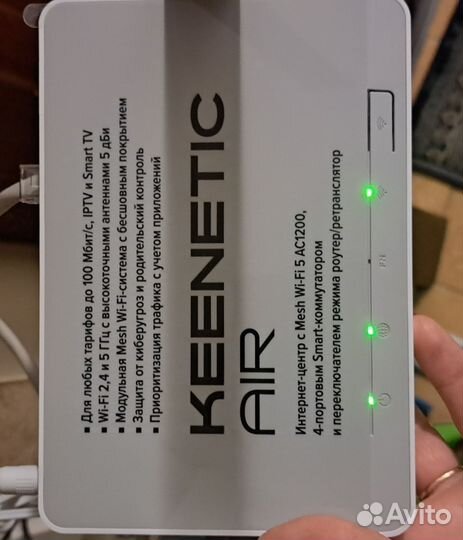 ▪ Для любых тарифов до 100 Мбит/с, IPTV и Smart TV
▪ Wi-Fi 2,4 и 5 ГГц с высокоточными антеннами 5 дБи
▪ Модульная Mesh Wi-Fi-система с бесшовным покрытием
▪ Защита от киберугроз и родительский контроль
▪ Приоритизация трафика с учетом приложений
KEENETIC
AIR
Интернет-центр с Mesh Wi-Fi 5 AC1200,
4-портовым Smart-коммутатором
и переключателем режима роутер/ретранслятор
FN
Avito